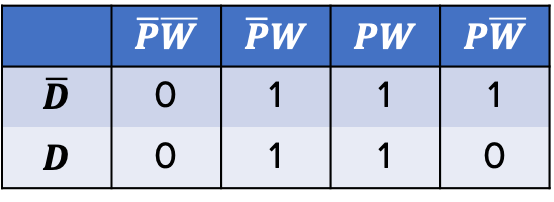 P̅W̅ P̅W PW PW̅
D̅ 0 1 1 1
D 0 1 1 0